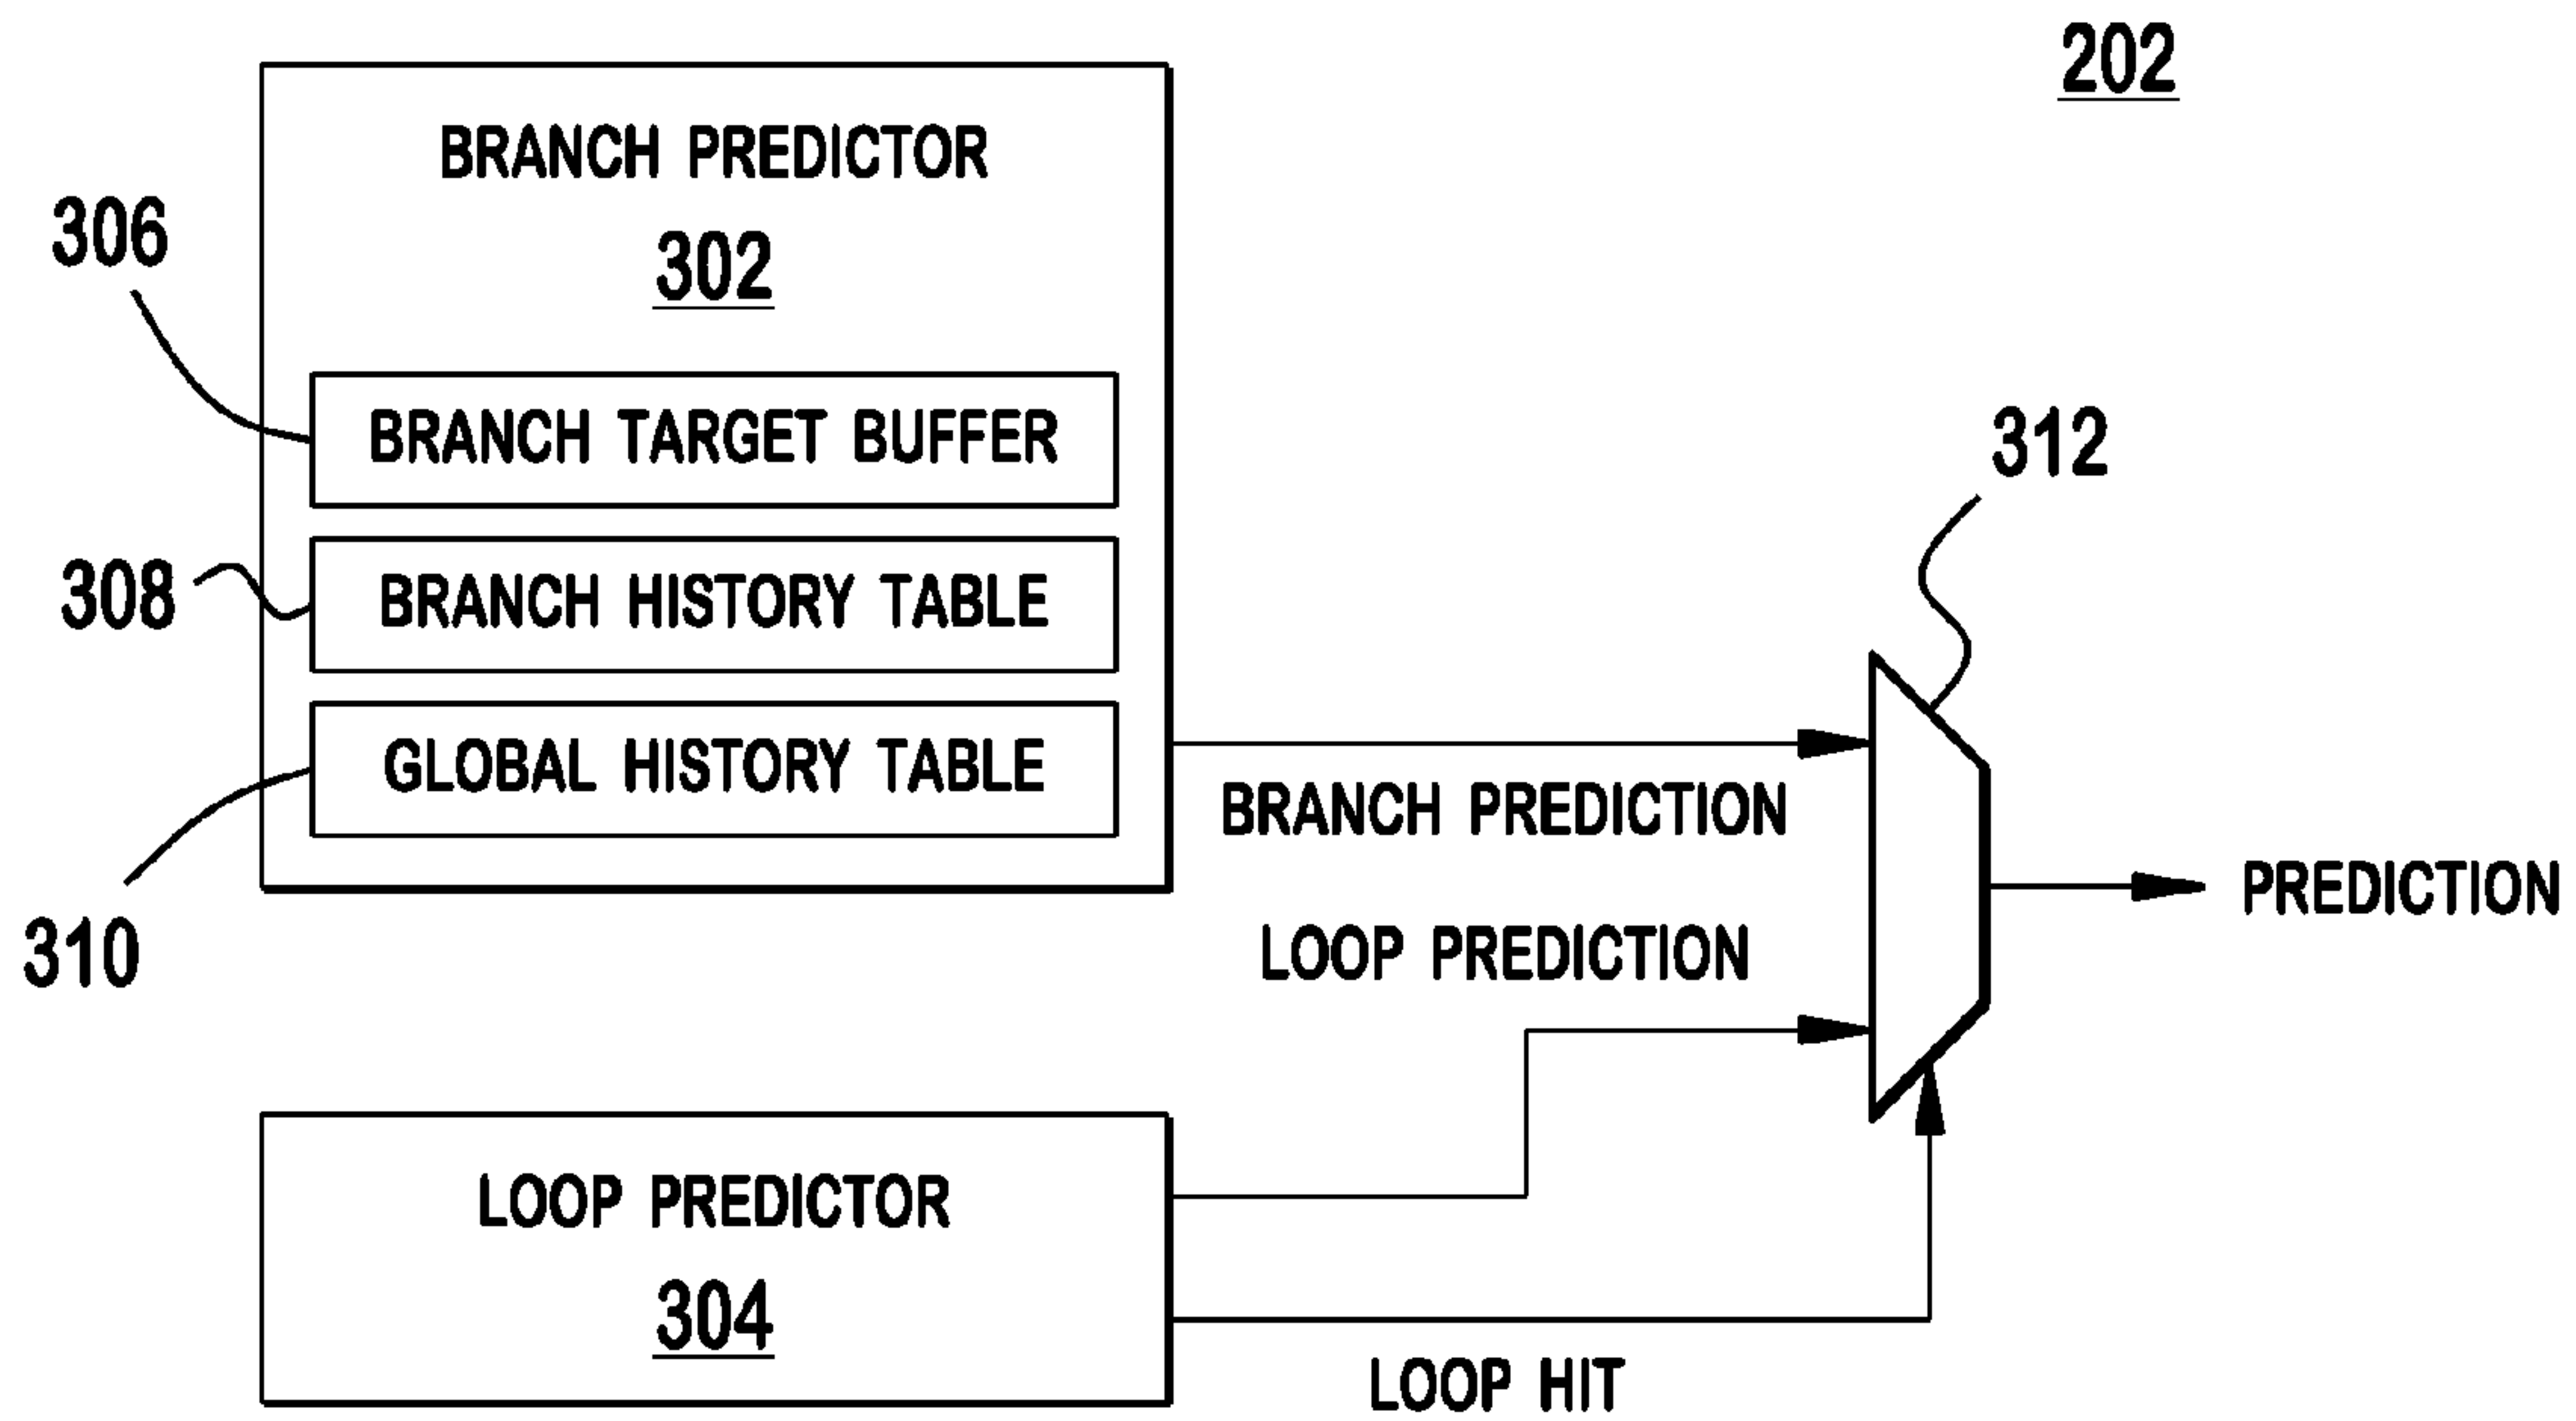 202
BRANCH PREDICTOR
302
306
BRANCH TARGET BUFFER
308
BRANCH HISTORY TABLE
310
GLOBAL HISTORY TABLE
312
BRANCH PREDICTION
LOOP PREDICTION
PREDICTION
LOOP PREDICTOR
304
LOOP HIT